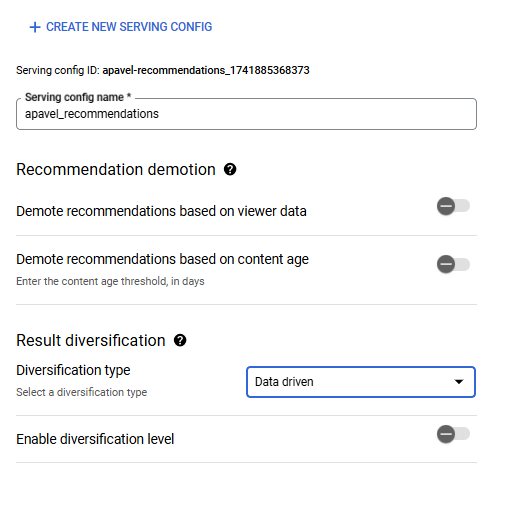 CREATE NEW SERVING CONFIG
Serving config ID: apavel-recommendations_1741885368373
Serving config name *
apavel_recommendations
Recommendation demotion ?
Demote recommendations based on viewer data
Demote recommendations based on content age
Enter the content age threshold, in days
Result diversification ?
Diversification type
Select a diversification type
Data driven
Enable diversification level